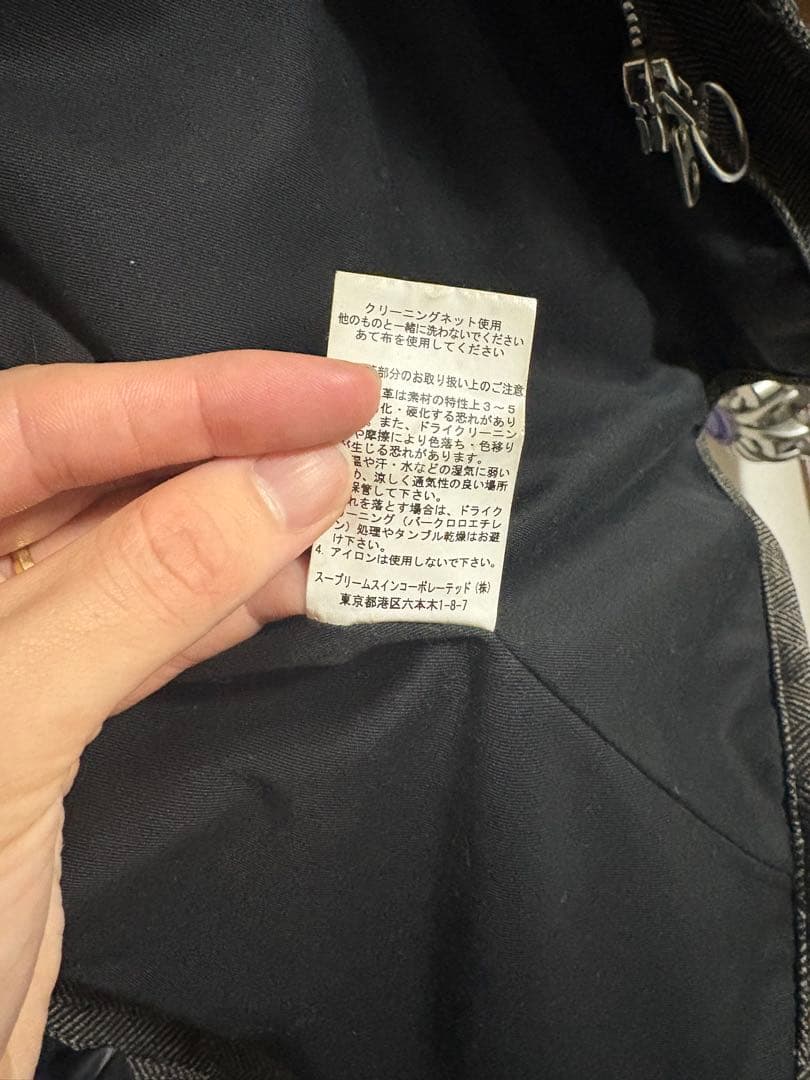 クリーニングネット使用
他のものと一緒に洗わないでください
あて布を使用してください
部分のお取り扱い上のご注意
革は素材の特性上3～5
化・硬化する恐れがあり
。また、ドライクリーニン
や摩擦により色落ち・色移り
が生じる恐れがあります。
温や汗・水などの湿気に弱い
め、涼しく通気性の良い場所
保管して下さい。
れを落とす場合は、ドライク
ーニング（パークロロエチレ
ン）処理やタンブル乾燥はお避
け下さい。
4. アイロンは使用しないで下さい。
スープリームスインコーポレーテッド（株）
東京都港区六本木1-8-7